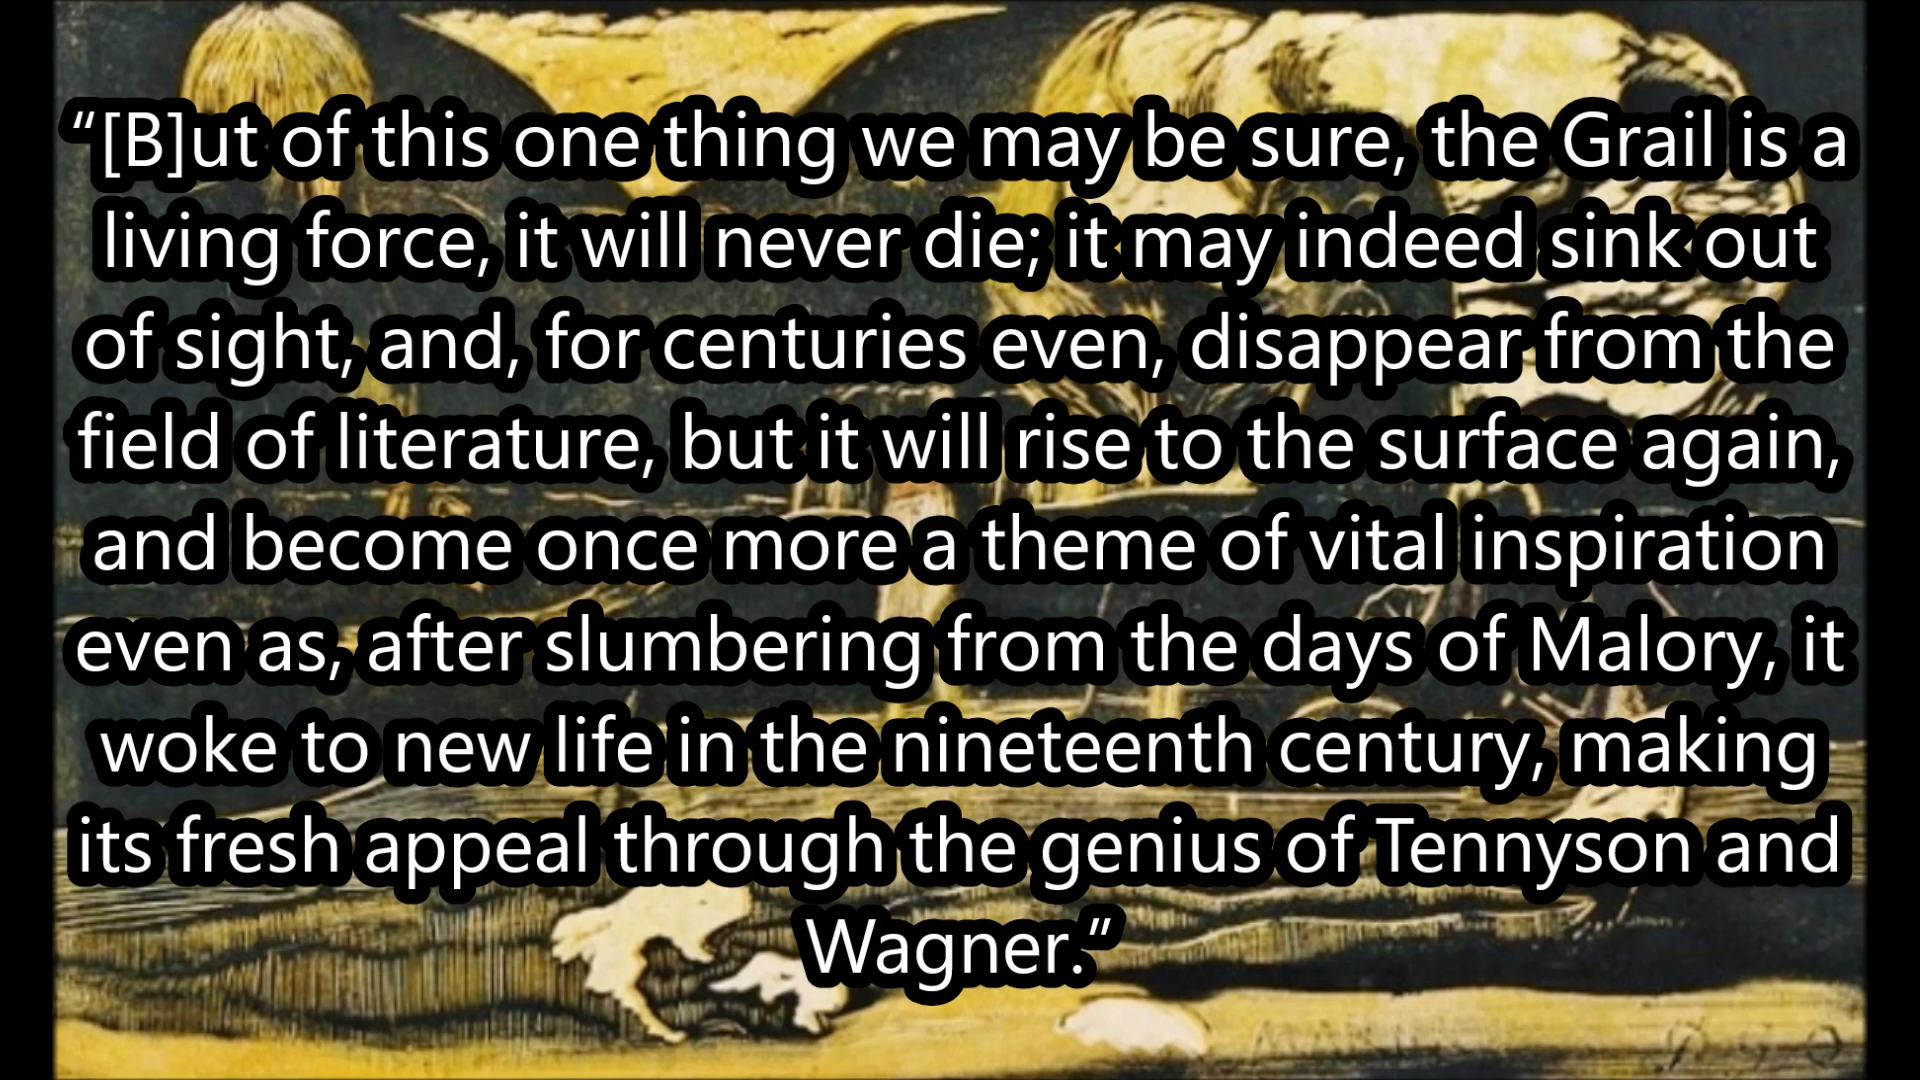 “[B]ut of this one thing we may be sure, the Grail is a
living force, it will never die; it may indeed sink out
of sight, and, for centuries even, disappear from the
field of literature, but it will rise to the surface again,
and become once more a theme of vital inspiration
even as, after slumbering from the days of Malory, it
woke to new life in the nineteenth century, making
its fresh appeal through the genius of Tennyson and
Wagner.”